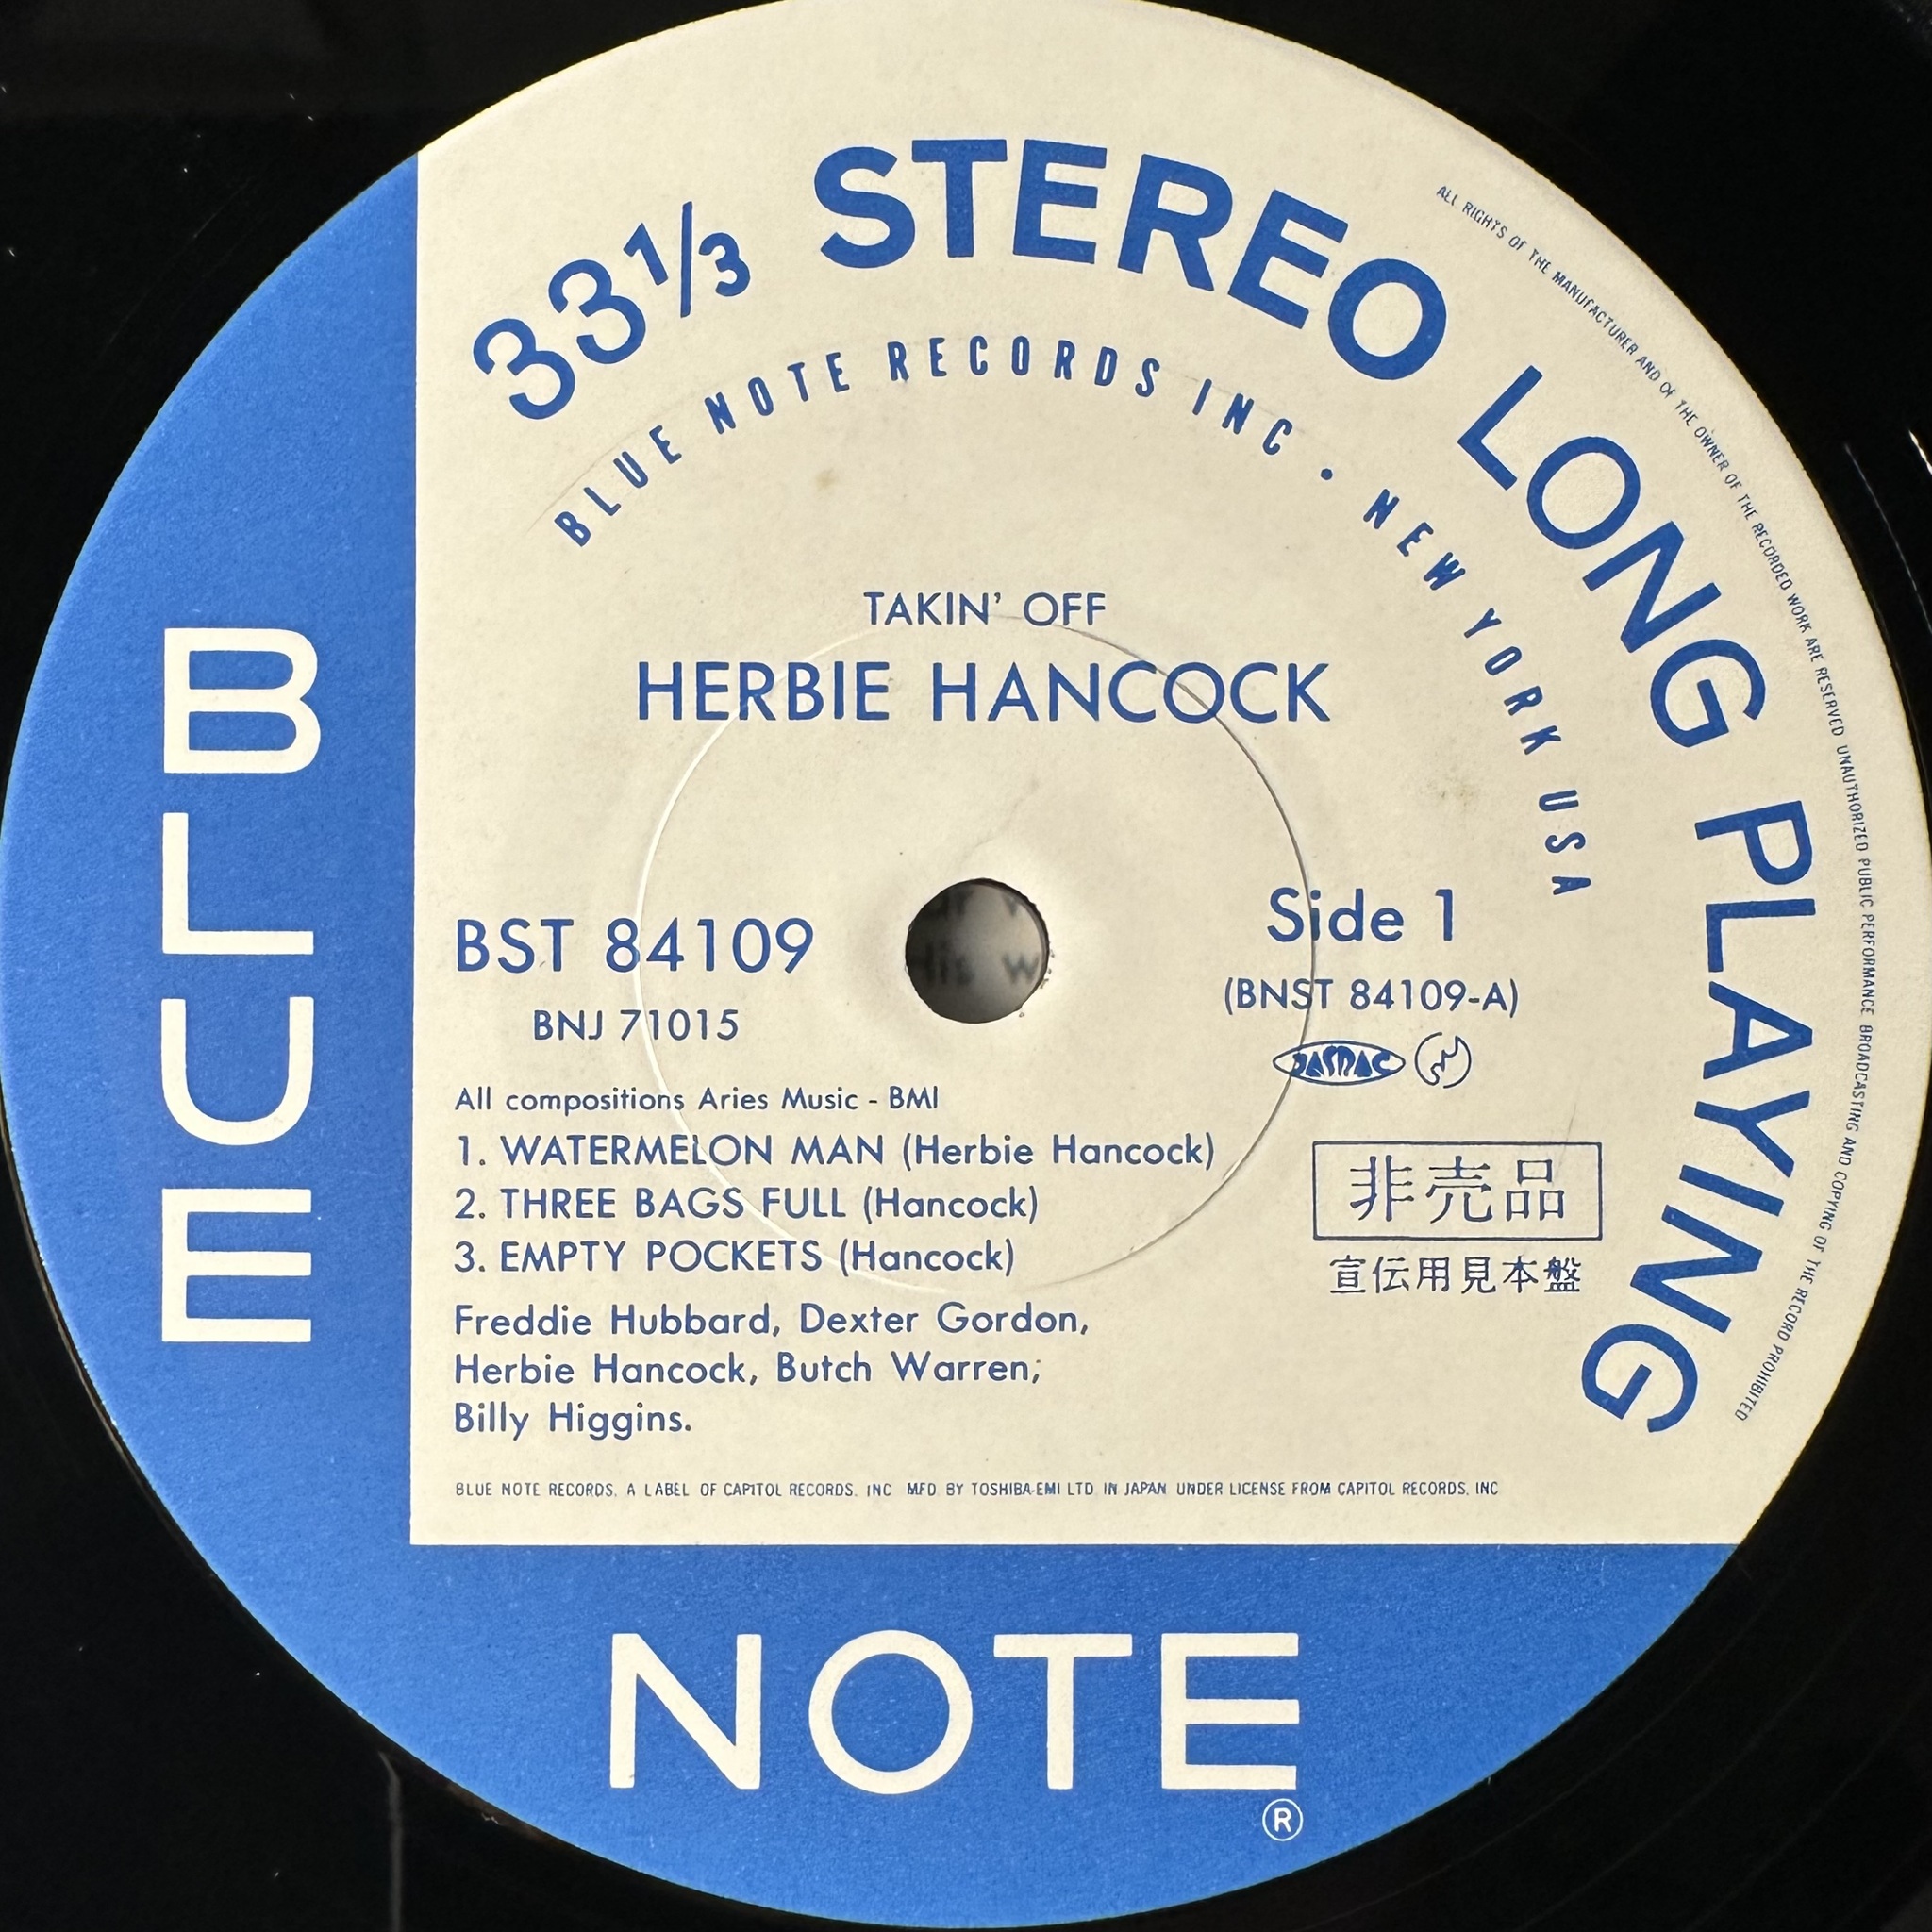 33⅓ STEREO LONG PLAYING
BLUE NOTE RECORDS INC • NEW YORK USA
ALL RIGHTS OF THE MANUFACTURER AND OF THE OWNER OF THE RECORDED WORK ARE RESERVED UNAUTHORIZED PUBLIC PERFORMANCE BROADCASTING AND COPYING OF THE RECORD PROHIBITED
TAKIN' OFF
HERBIE HANCOCK
BST 84109
BNJ 71015
Side 1
(BNST 84109-A)
JASRAC
All compositions Aries Music - BMI
1. WATERMELON MAN (Herbie Hancock)
2. THREE BAGS FULL (Hancock)
3. EMPTY POCKETS (Hancock)
非売品
宣伝用見本盤
Freddie Hubbard, Dexter Gordon,
Herbie Hancock, Butch Warren,
Billy Higgins.
BLUE NOTE RECORDS, A LABEL OF CAPITOL RECORDS, INC MFD BY TOSHIBA-EMI LTD IN JAPAN UNDER LICENSE FROM CAPITOL RECORDS, INC
BLUE
NOTE
®